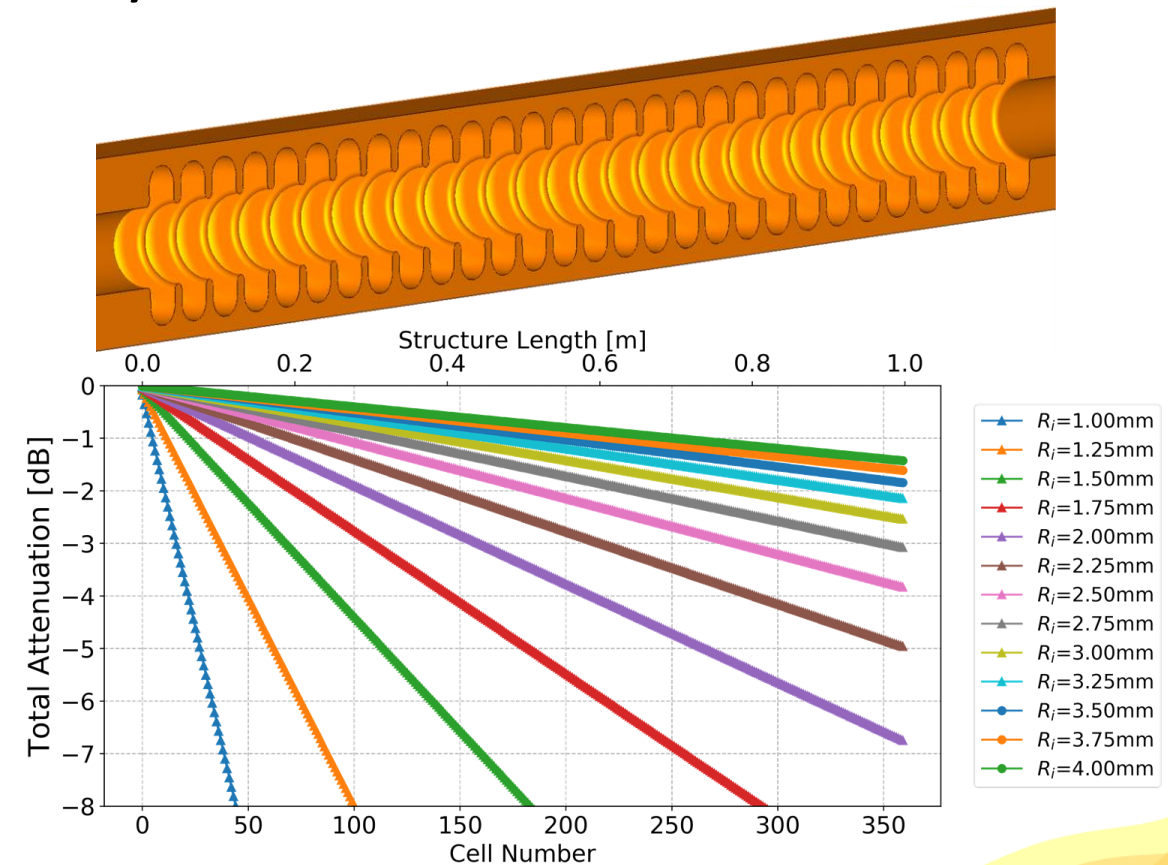 Structure Length [m]
0.0 0.2 0.4 0.6 0.8 1.0
Total Attenuation [dB]
0
−1
−2
−3
−4
−5
−6
−7
−8
0 50 100 150 200 250 300 350
Cell Number
R_i=1.00mm
R_i=1.25mm
R_i=1.50mm
R_i=1.75mm
R_i=2.00mm
R_i=2.25mm
R_i=2.50mm
R_i=2.75mm
R_i=3.00mm
R_i=3.25mm
R_i=3.50mm
R_i=3.75mm
R_i=4.00mm